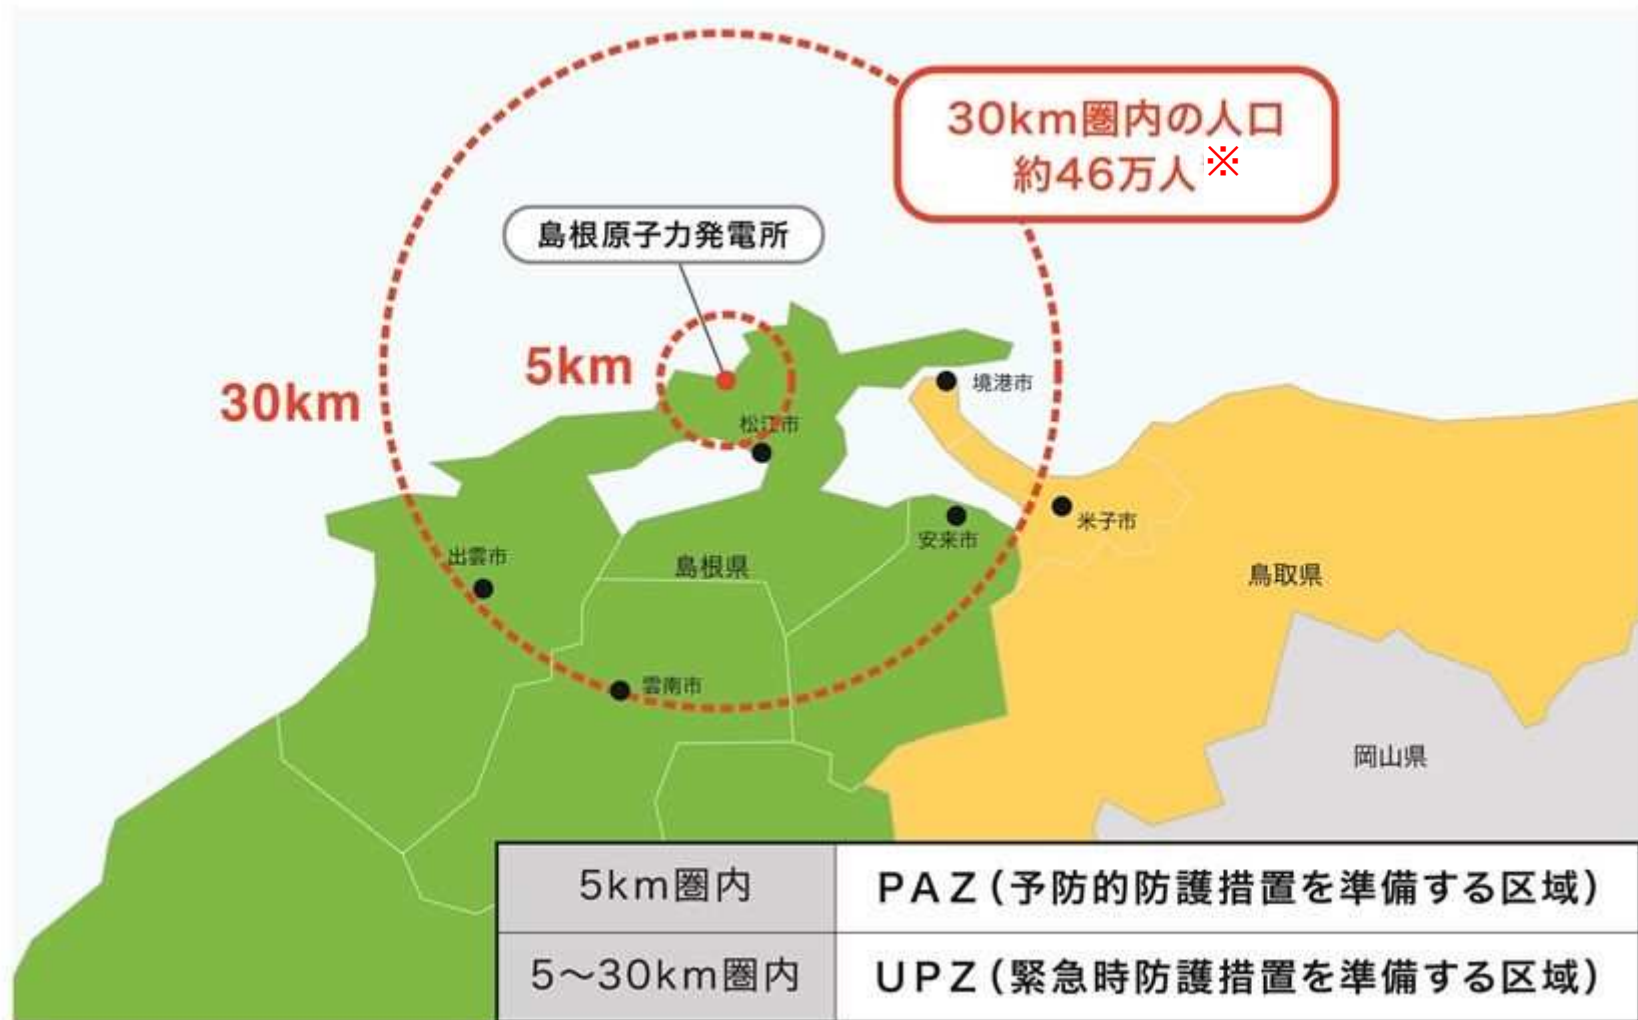 30km圏内の人口
約46万人※
島根原子力発電所
5km
30km
境港市
松江市
米子市
安来市
出雲市
島根県
鳥取県
雲南市
岡山県
5km圏内 PAZ(予防的防護措置を準備する区域)
5〜30km圏内 UPZ(緊急時防護措置を準備する区域)